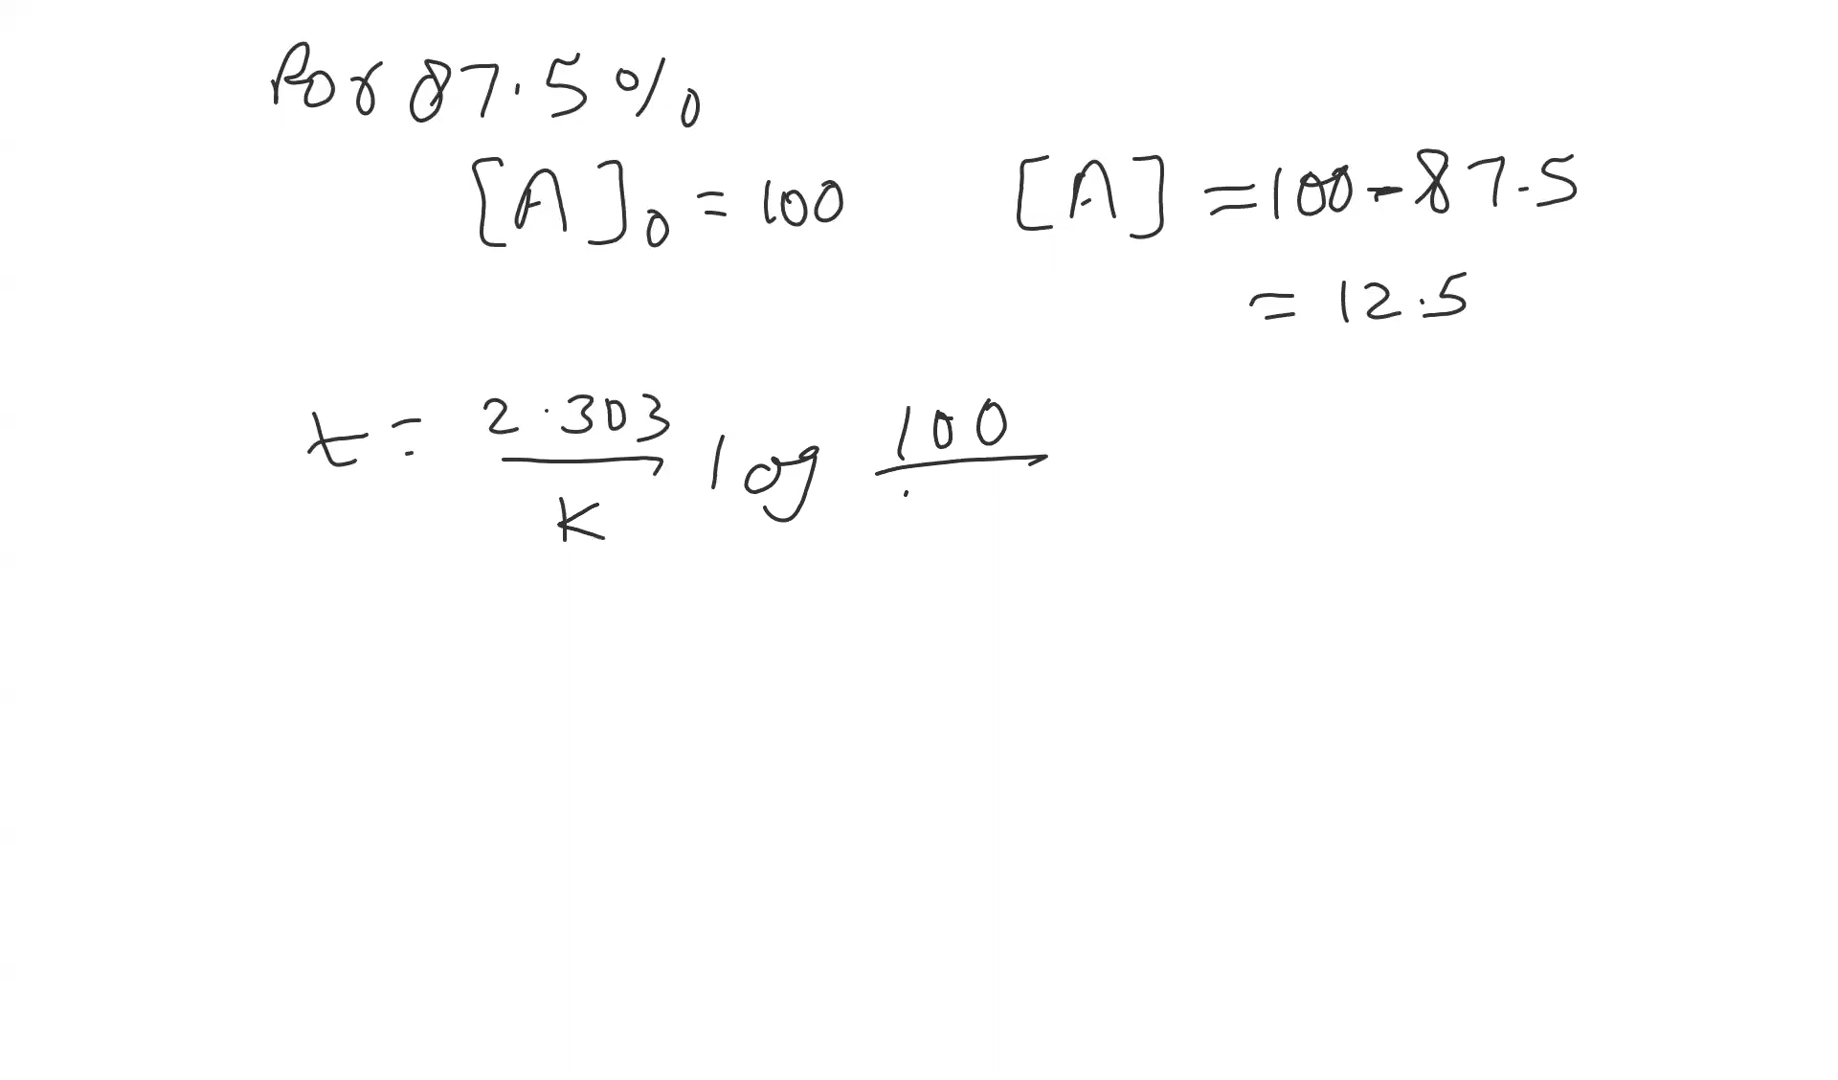 For 87.5%
[A]₀ = 100 [A] = 100 - 87.5
= 12.5
t = 2.303/K log 100/